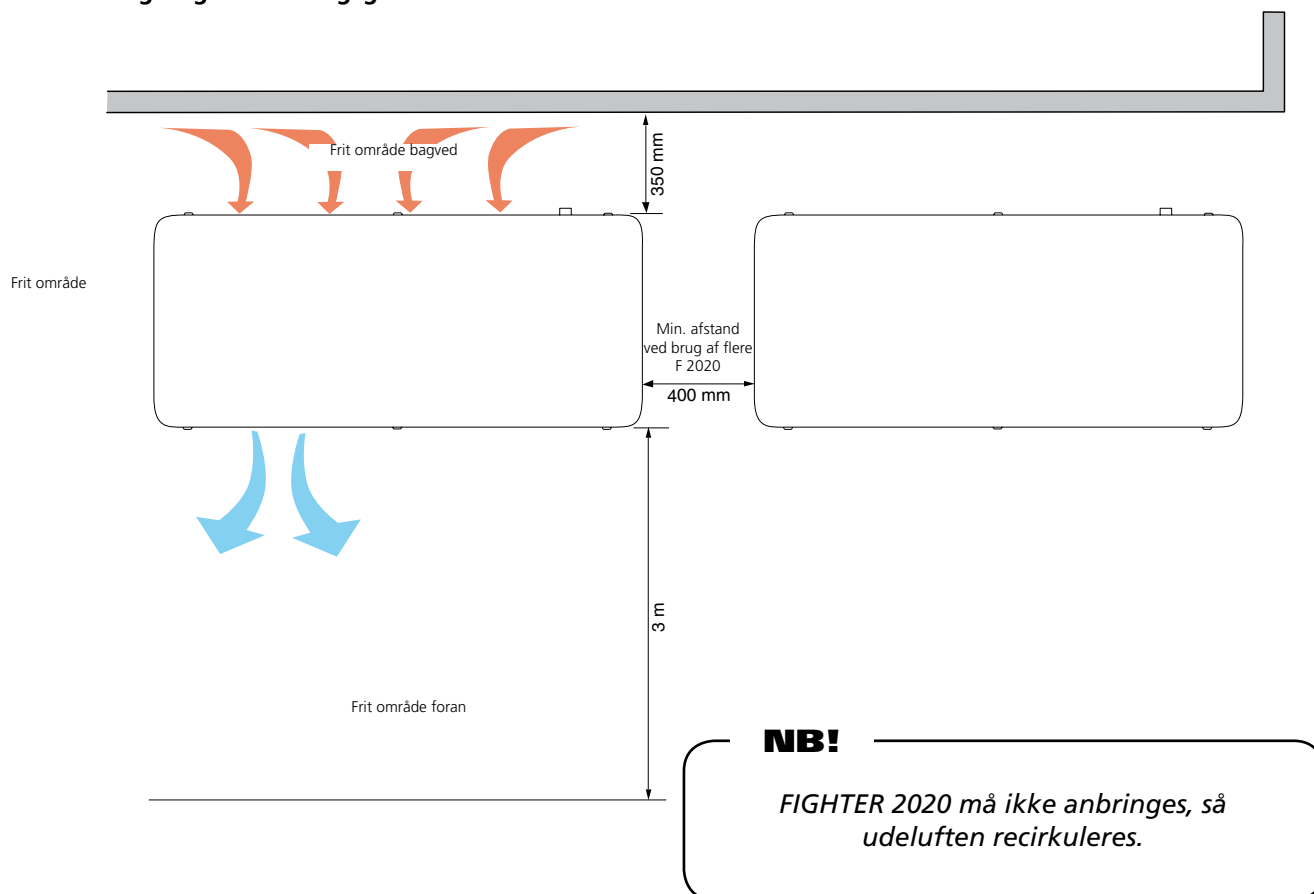 Frit område bagved
350 mm
Frit område
Min. afstand
ved brug af flere
F 2020
400 mm
3 m
Frit område foran
NB!
FIGHTER 2020 må ikke anbringes, så
udeluften recirkuleres.